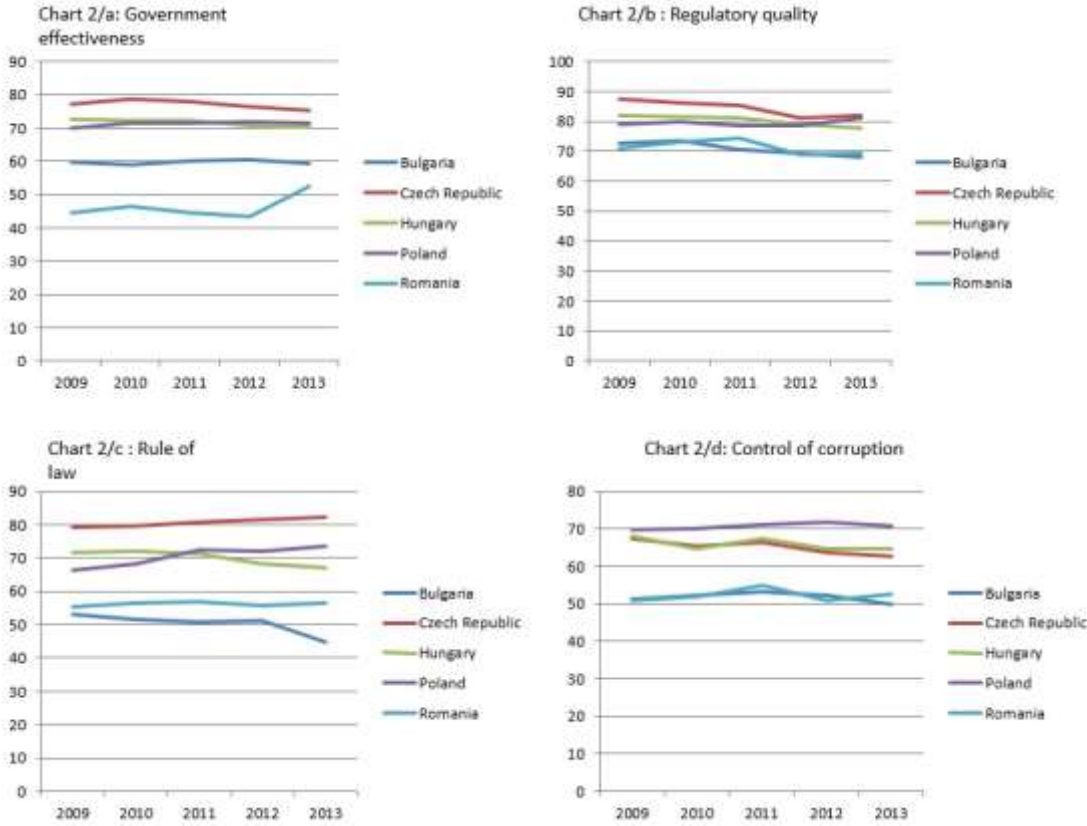 Chart 2/a: Government
effectiveness
90
80
70
60
50
40
30
20
10
0
2009 2010 2011 2012 2013
Bulgaria
Czech Republic
Hungary
Poland
Romania
Chart 2/b : Regulatory quality
100
90
80
70
60
50
40
30
20
10
0
2009 2010 2011 2012 2013
Bulgaria
Czech Republic
Hungary
Poland
Romania
Chart 2/c : Rule of
law
90
80
70
60
50
40
30
20
10
0
2009 2010 2011 2012 2013
Bulgaria
Czech Republic
Hungary
Poland
Romania
Chart 2/d: Control of corruption
80
70
60
50
40
30
20
10
0
2009 2010 2011 2012 2013
Bulgaria
Czech Republic
Hungary
Poland
Romania